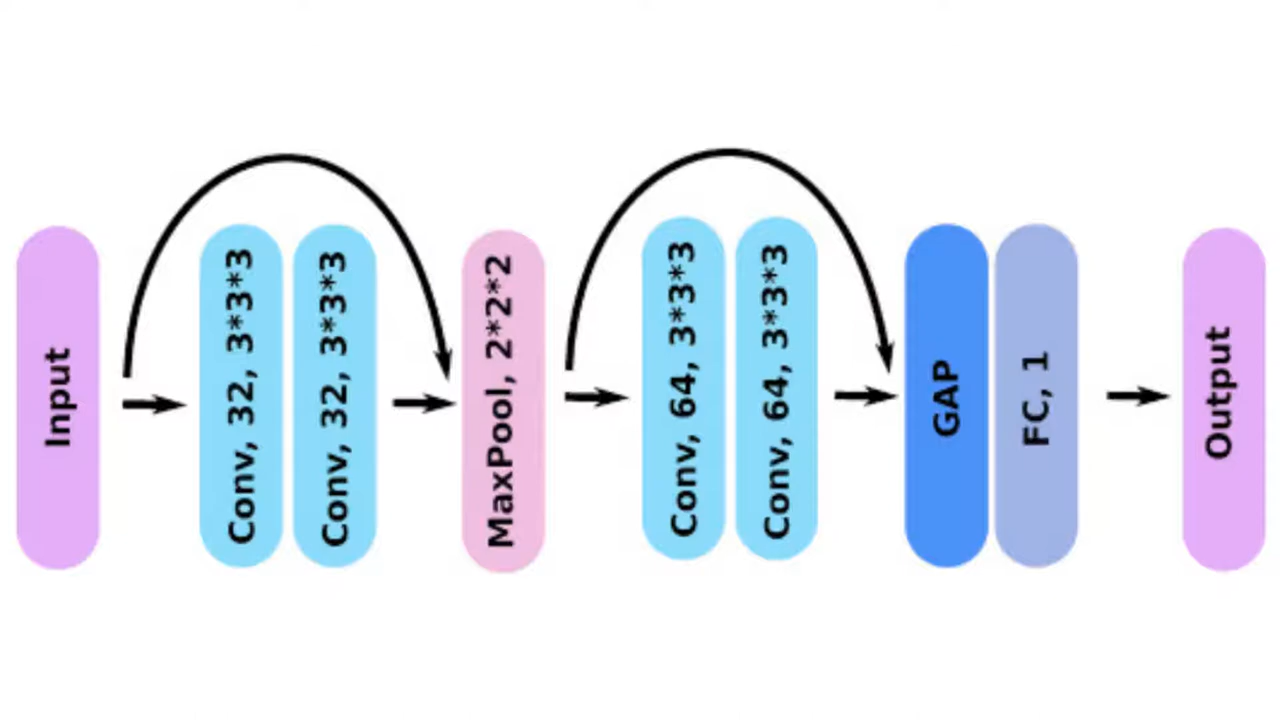 Input
Conv, 32, 3*3*3
Conv, 32, 3*3*3
MaxPool, 2*2*2
Conv, 64, 3*3*3
Conv, 64, 3*3*3
GAP
FC, 1
Output